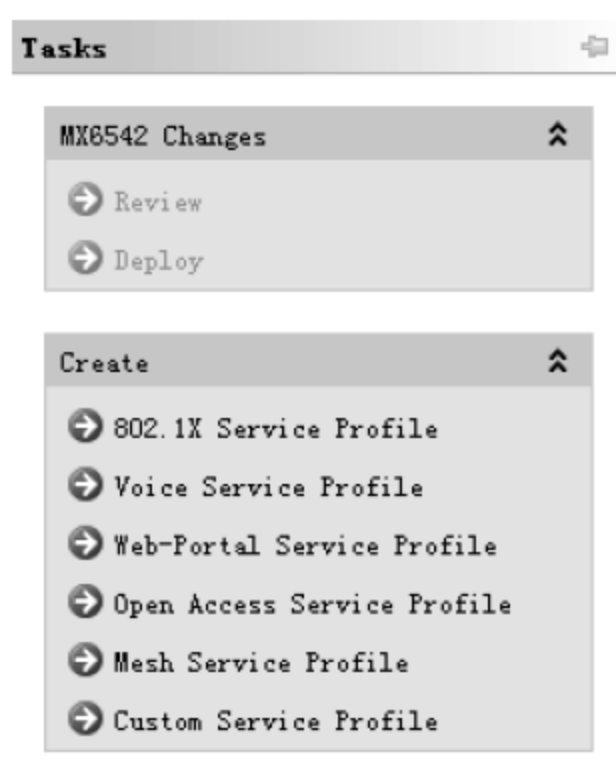 Tasks
MX6542 Changes
Review
Deploy
Create
802.1X Service Profile
Voice Service Profile
Web-Portal Service Profile
Open Access Service Profile
Mesh Service Profile
Custom Service Profile